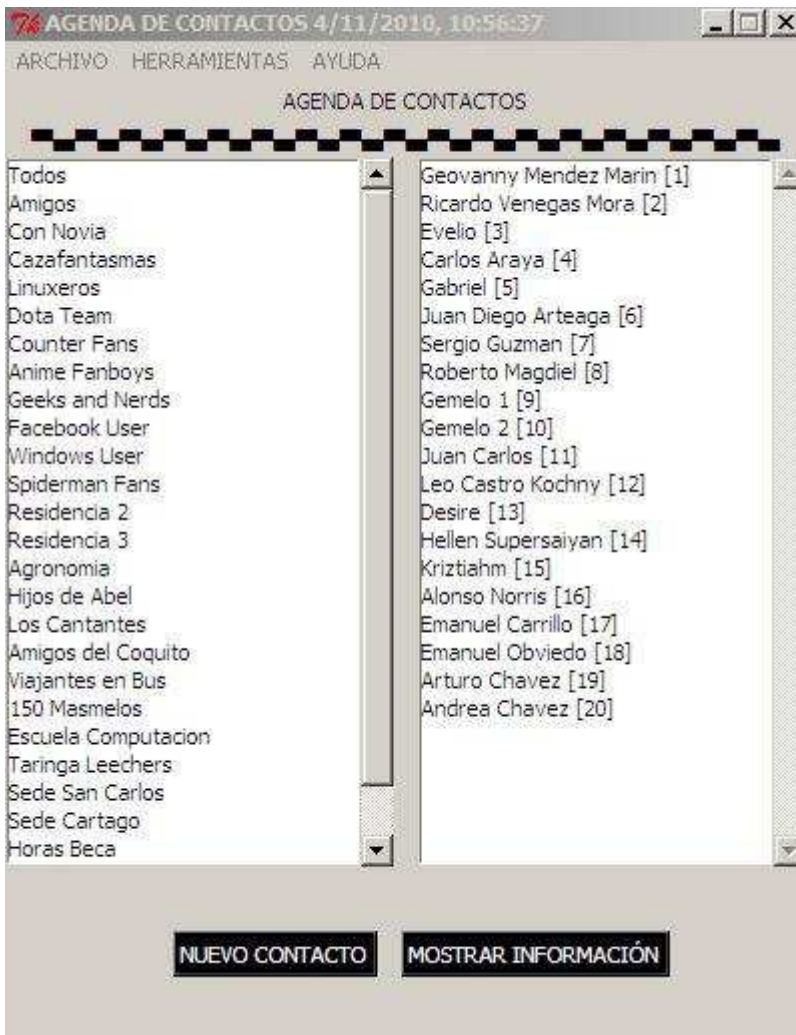 AGENDA DE CONTACTOS 4/11/2010, 10:56:37
ARCHIVO HERRAMIENTAS AYUDA
AGENDA DE CONTACTOS
Todos
Amigos
Con Novia
Cazafantasmas
Linuxeros
Dota Team
Counter Fans
Anime Fanboys
Geeks and Nerds
Facebook User
Windows User
Spiderman Fans
Residencia 2
Residencia 3
Agronomia
Hijos de Abel
Los Cantantes
Amigos del Coquito
Viajantes en Bus
150 Masmelos
Escuela Computacion
Taringa Leechers
Sede San Carlos
Sede Cartago
Horas Beca
Geovanny Mendez Marin [1]
Ricardo Venegas Mora [2]
Evelio [3]
Carlos Araya [4]
Gabriel [5]
Juan Diego Arteaga [6]
Sergio Guzman [7]
Roberto Magdiel [8]
Gemelo 1 [9]
Gemelo 2 [10]
Juan Carlos [11]
Leo Castro Kochny [12]
Desire [13]
Hellen Supersaiyan [14]
Kriztiahm [15]
Alonso Norris [16]
Emanuel Carrillo [17]
Emanuel Obviedo [18]
Arturo Chavez [19]
Andrea Chavez [20]
NUEVO CONTACTO MOSTRAR INFORMACIÓN